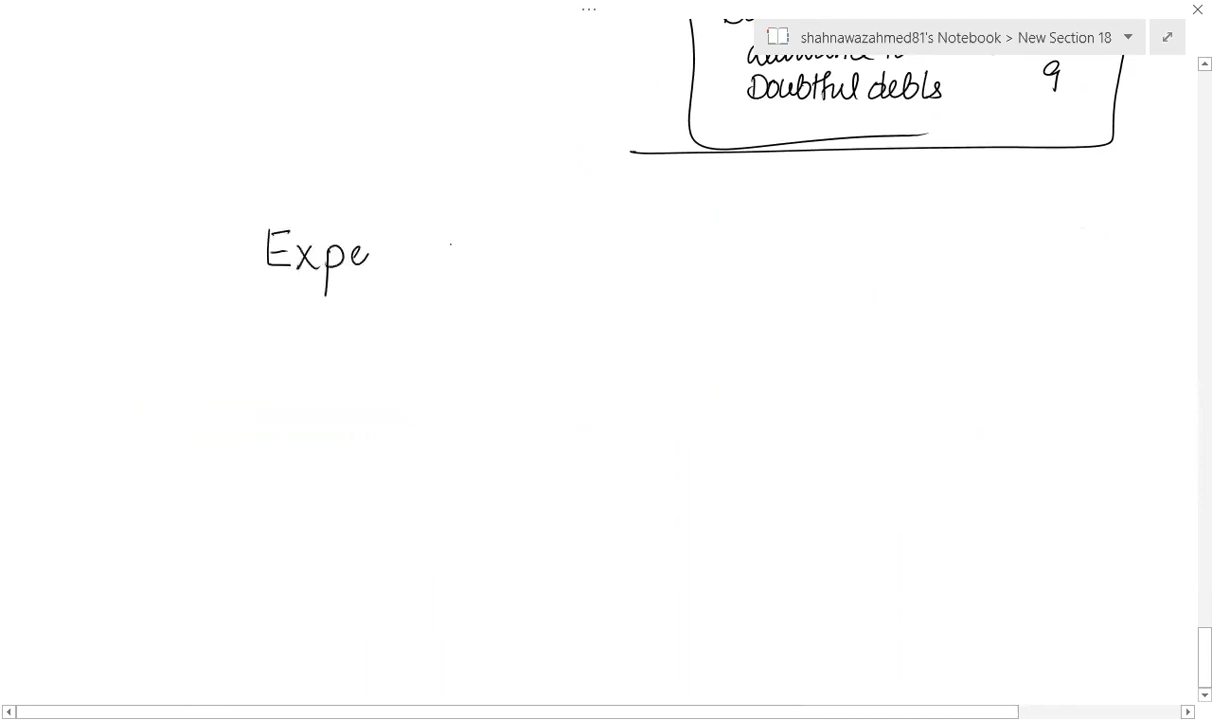 shahnawazahmed81's Notebook > New Section 18
Doubtful debts 9
Expe